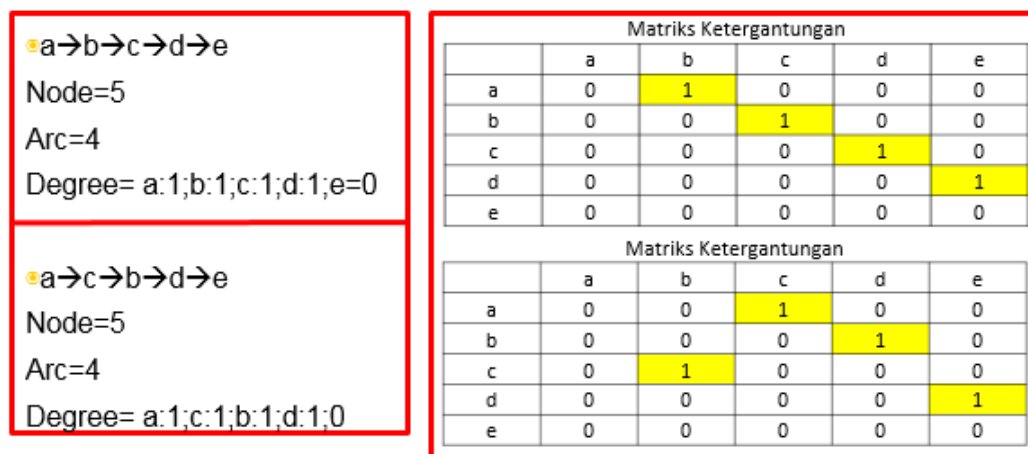 a→b→c→d→e
Node=5
Arc=4
Degree= a:1;b:1;c:1;d:1;e=0
a→c→b→d→e
Node=5
Arc=4
Degree= a:1;c:1;b:1;d:1;0
Matriks Ketergantungan
a b c d e
a 0 1 0 0 0
b 0 0 1 0 0
c 0 0 0 1 0
d 0 0 0 0 1
e 0 0 0 0 0
Matriks Ketergantungan
a b c d e
a 0 0 1 0 0
b 0 0 0 1 0
c 0 1 0 0 0
d 0 0 0 0 1
e 0 0 0 0 0